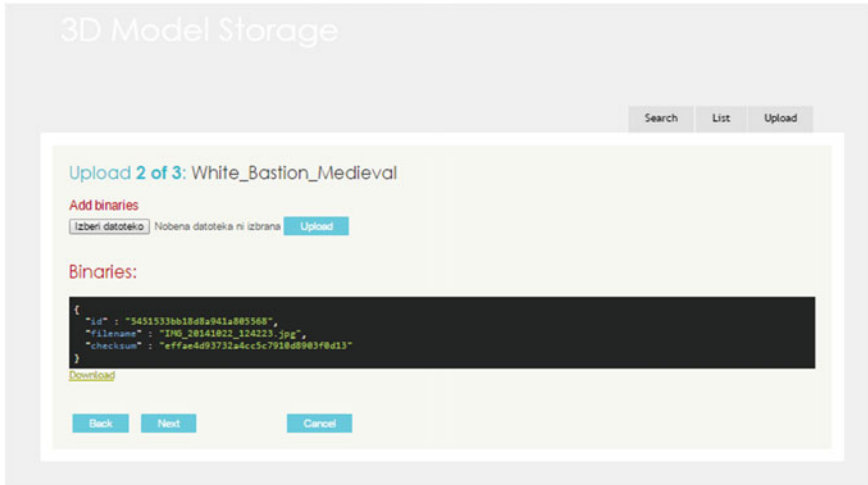 3D Model Storage
Search List Upload
Upload 2 of 3: White_Bastion_Medieval
Add binaries
Izberi datoteko Nobena datoteka ni izbrana Upload
Binaries:
{
"id" : "5451533bb18d8a941a805568",
"filename" : "IMG_20141022_124223.jpg",
"checksum" : "effae4d93732a4cc5c7910d8903f0d13"
}
Download
Back Next Cancel